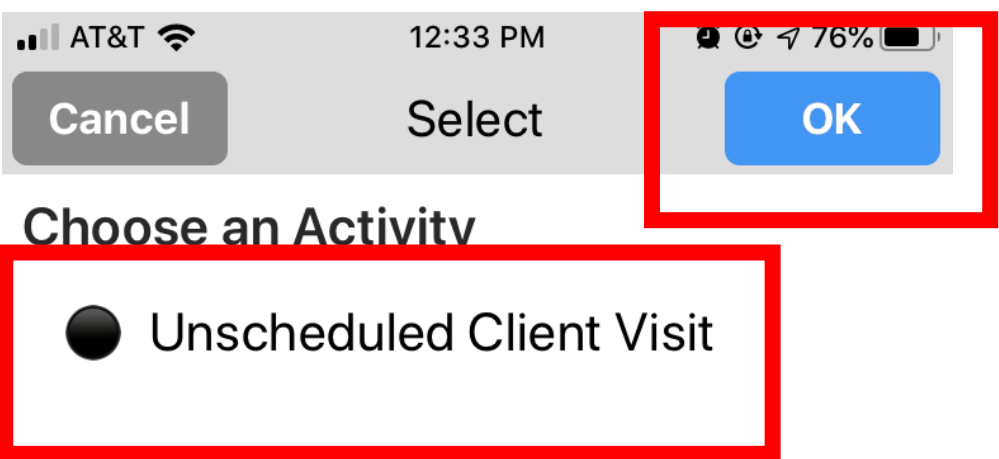 AT&T 12:33 PM 76%
Cancel Select OK
Choose an Activity
Unscheduled Client Visit